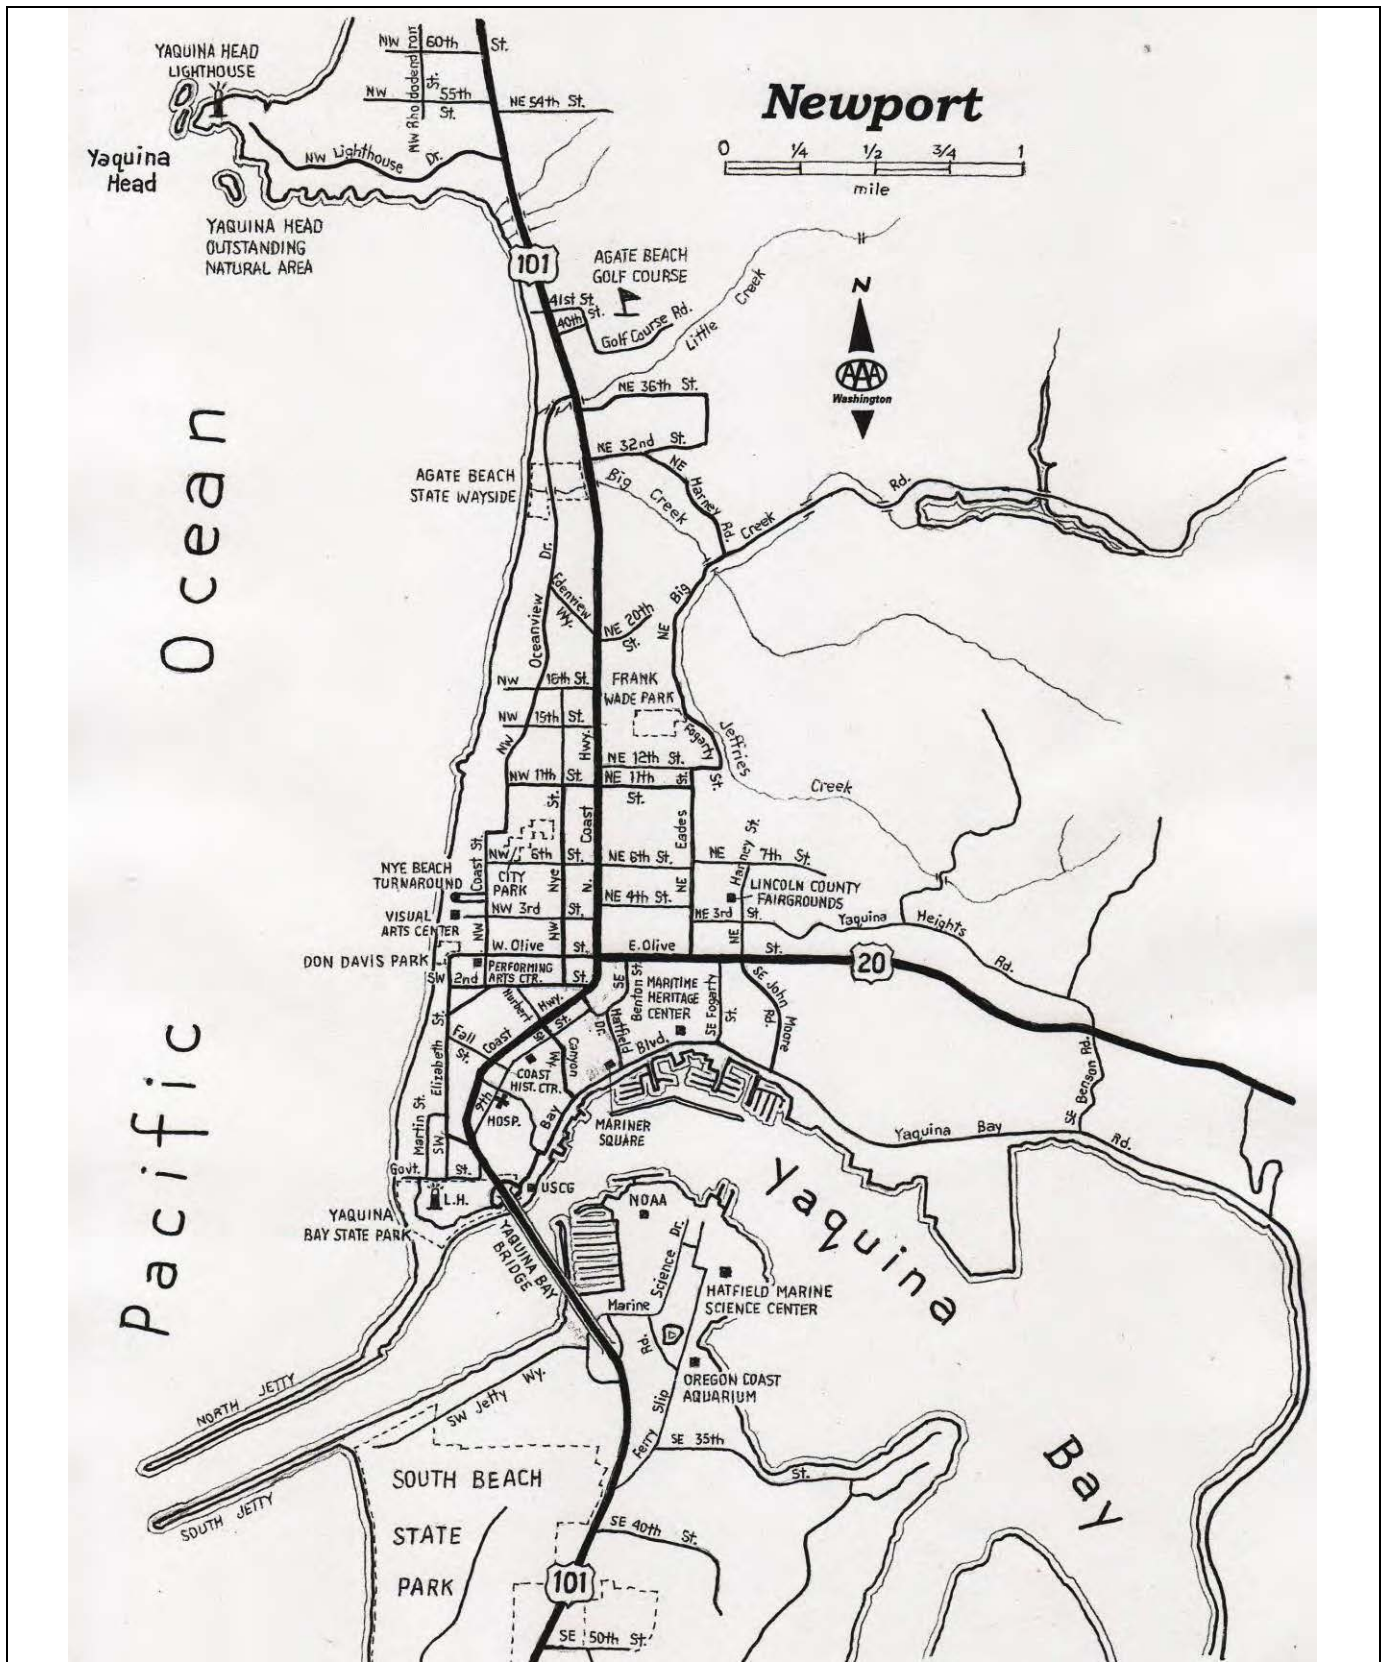 NW 60th St.
YAQUINA HEAD
LIGHTHOUSE
NW Rhododendron St.
NW 55th St.
NE 54th St.
Newport
0 1/4 1/2 3/4 1
mile
NW Lighthouse Dr.
Yaquina
Head
YAQUINA HEAD
OUTSTANDING
NATURAL AREA
101
AGATE BEACH
GOLF COURSE
41st St.
40th St.
Golf Course Rd.
Little Creek
N
AAA
Washington
NE 36th St.
NE 32nd St.
AGATE BEACH
STATE WAYSIDE
Big Creek
NE Harney Rd.
NE Big Creek Rd.
NW Oceanview Dr.
Edenview Wy.
NE 20th St.
NW 16th St.
FRANK
WADE PARK
NW 15th St.
Fogarty St.
Jeffries Creek
NE 12th St.
NW 11th St.
NE 11th St.
N. Coast Hwy.
NW Nye St.
NE Eades St.
NW Coast St.
NE Harney St.
NW 6th St.
NE 6th St.
NE 7th St.
NYE BEACH
TURNAROUND
CITY
PARK
LINCOLN COUNTY
FAIRGROUNDS
NE 4th St.
VISUAL
ARTS CENTER
NW 3rd St.
NE 3rd St.
Yaquina Heights Rd.
W. Olive St.
E. Olive St.
DON DAVIS PARK
20
SW 2nd St.
PERFORMING
ARTS CTR.
SE Benton St.
MARITIME
HERITAGE
CENTER
SE Fogarty St.
SE John Moore Rd.
Hurbert St.
Coast Hwy.
Hatfield Dr.
Fall St.
Canyon Wy.
Bay Blvd.
SW Elizabeth St.
COAST
HIST. CTR.
9th St.
HOSP.
MARINER
SQUARE
SE Benson Rd.
Yaquina Bay Rd.
SW Martin St.
Govt. St.
L.H.
USCG
YAQUINA
BAY STATE PARK
YAQUINA BAY
BRIDGE
NOAA
Marine Science Dr.
HATFIELD MARINE
SCIENCE CENTER
Rd.
OREGON COAST
AQUARIUM
Ferry Slip
Pacific Ocean
Yaquina Bay
NORTH JETTY
SW Jetty Wy.
SOUTH JETTY
SE 35th St.
SOUTH BEACH
STATE
PARK
SE 40th St.
101
SE 50th St.